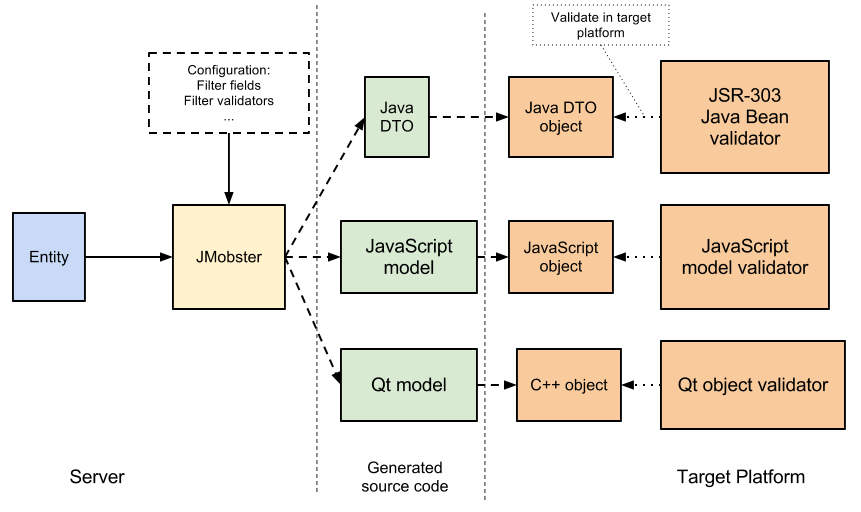 Validate in target
platform
Configuration:
Filter fields
Filter validators
...
Java
DTO
Java DTO
object
JSR-303
Java Bean
validator
Entity
JMobster
JavaScript
model
JavaScript
object
JavaScript
model validator
Qt model
C++ object
Qt object validator
Server
Generated
source code
Target Platform